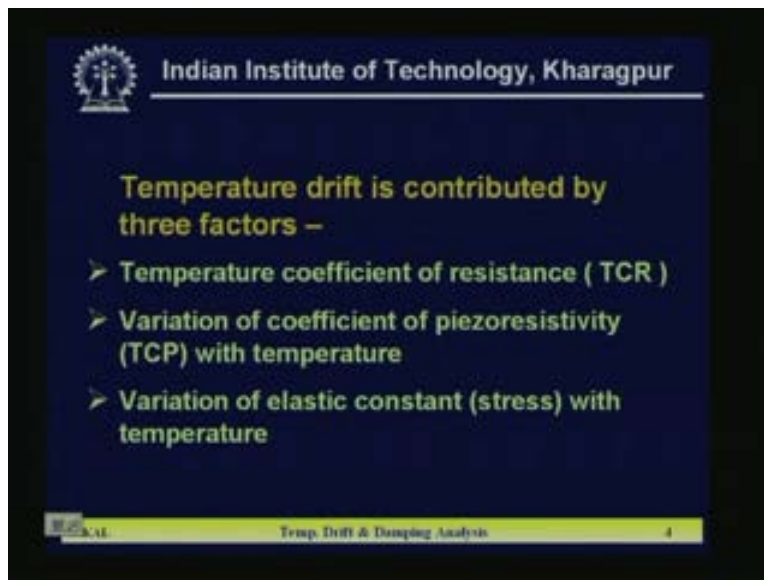 Indian Institute of Technology, Kharagpur
Temperature drift is contributed by
three factors –
➢ Temperature coefficient of resistance ( TCR )
➢ Variation of coefficient of piezoresistivity
(TCP) with temperature
➢ Variation of elastic constant (stress) with
temperature
Temp. Drift & Damping Analysis 4